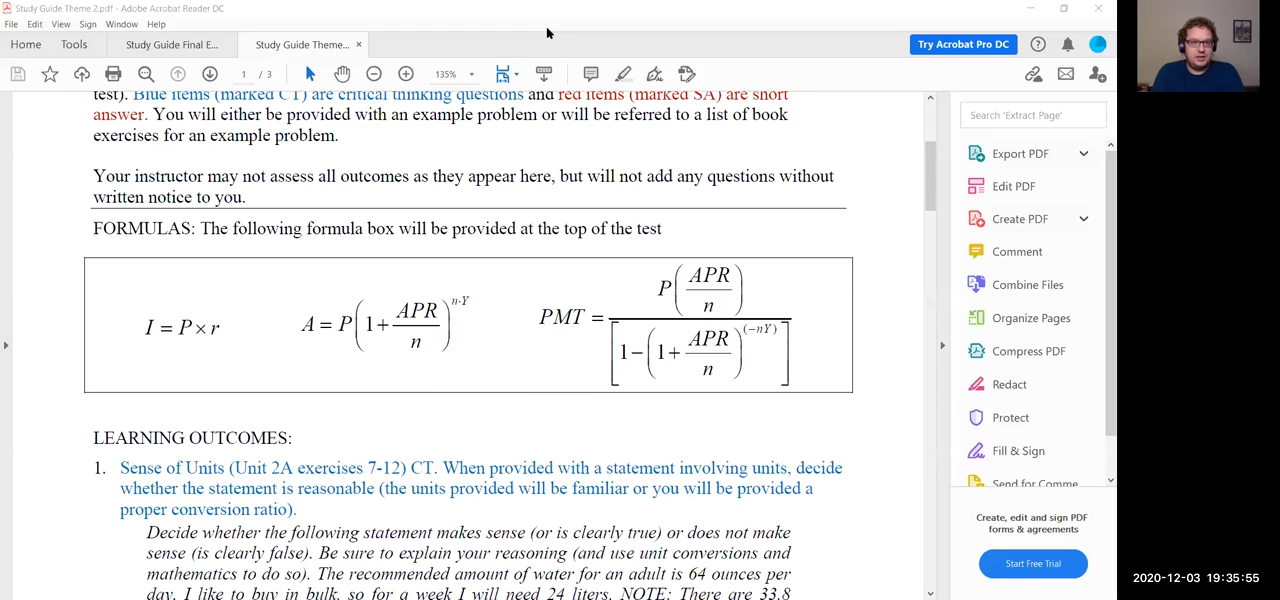 Study Guide Theme 2.pdf - Adobe Acrobat Reader DC
File Edit View Sign Window Help
Home Tools Study Guide Final E... Study Guide Theme... × Try Acrobat Pro DC
1 / 3 135%
test). Blue items (marked CT) are critical thinking questions and red items (marked SA) are short
answer. You will either be provided with an example problem or will be referred to a list of book
exercises for an example problem.
Your instructor may not assess all outcomes as they appear here, but will not add any questions without
written notice to you.
FORMULAS: The following formula box will be provided at the top of the test
I = P × r
A = P(1+ APR/n)^n·Y
PMT = P(APR/n) / [1−(1+ APR/n)^(−nY)]
LEARNING OUTCOMES:
1. Sense of Units (Unit 2A exercises 7-12) CT. When provided with a statement involving units, decide
whether the statement is reasonable (the units provided will be familiar or you will be provided a
proper conversion ratio).
Decide whether the following statement makes sense (or is clearly true) or does not make
sense (is clearly false). Be sure to explain your reasoning (and use unit conversions and
mathematics to do so). The recommended amount of water for an adult is 64 ounces per
day. I like to buy in bulk, so for a week I will need 24 liters. NOTE: There are 33.8
Search 'Extract Page'
Export PDF
Edit PDF
Create PDF
Comment
Combine Files
Organize Pages
Compress PDF
Redact
Protect
Fill & Sign
Send for Comme
Create, edit and sign PDF
forms & agreements
Start Free Trial
2020-12-03 19:35:55